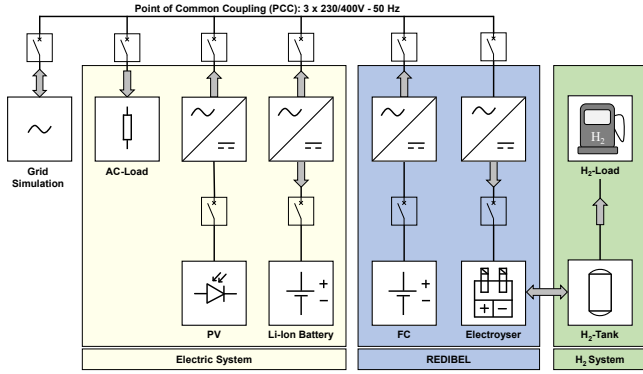 Point of Common Coupling (PCC): 3 x 230/400V - 50 Hz
H2
Grid
Simulation
AC-Load
H2-Load
+
−
+
−
+ −
PV
Li-Ion Battery
FC
Electroyser
H2-Tank
Electric System
REDIBEL
H2 System